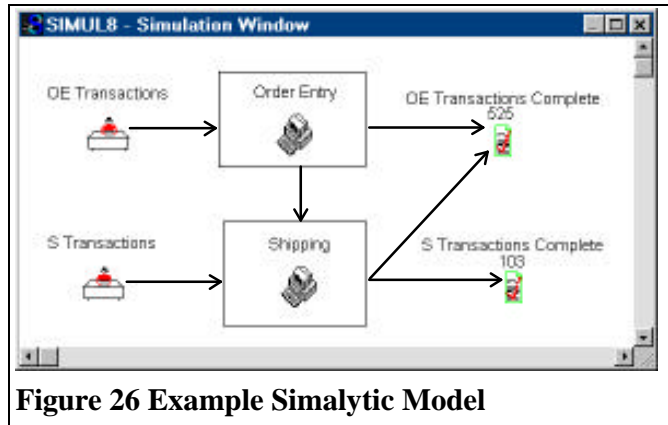 SIMUL8 - Simulation Window
OE Transactions
Order Entry
OE Transactions Complete
525
S Transactions
Shipping
S Transactions Complete
103
Figure 26 Example Simalytic Model